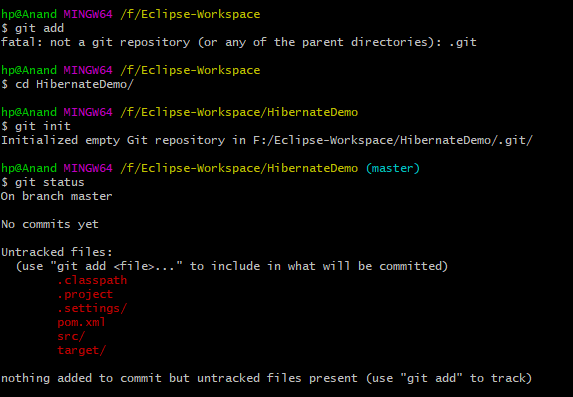 hp@Anand MINGW64 /f/Eclipse-Workspace
$ git add
fatal: not a git repository (or any of the parent directories): .git
hp@Anand MINGW64 /f/Eclipse-Workspace
$ cd HibernateDemo/
hp@Anand MINGW64 /f/Eclipse-Workspace/HibernateDemo
$ git init
Initialized empty Git repository in F:/Eclipse-Workspace/HibernateDemo/.git/
hp@Anand MINGW64 /f/Eclipse-Workspace/HibernateDemo (master)
$ git status
On branch master
No commits yet
Untracked files:
(use "git add <file>..." to include in what will be committed)
.classpath
.project
.settings/
pom.xml
src/
target/
nothing added to commit but untracked files present (use "git add" to track)